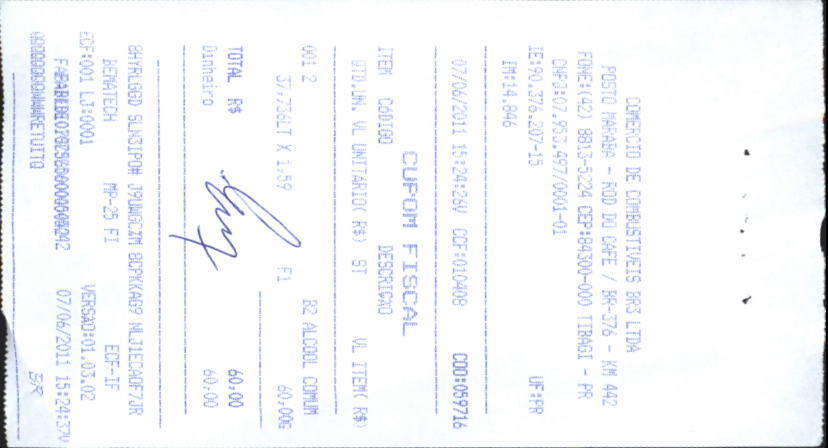 COMERCIO DE COMBUSTIVEIS BR3 LTDA
POSTO MARABA - ROD DO CAFE / BR-376 - KM 442
FONE:(42) 8813-5224 CEP:84300-000 TIBAGI - PR
CNPJ:07.953.497/0001-01
IE:90.376.207-15 UF:PR
IM:14.846
07/06/2011 15:24:26V CCF:010408 COO:059716
CUPOM FISCAL
ITEM CÓDIGO DESCRIÇÃO
QTD.UN. VL UNITÁRIO( R$) ST VL ITEM( R$)
001 2 B2 ALCOOL COMUM
37,736LT X 1,59 F1 60,00G
TOTAL R$ 60,00
Dinheiro 60,00
BEMATECH MP-25 FI ECF-IF
ECF:001 LJ:0001 VERSÃO:01.03.02
07/06/2011 15:24:37V
BR